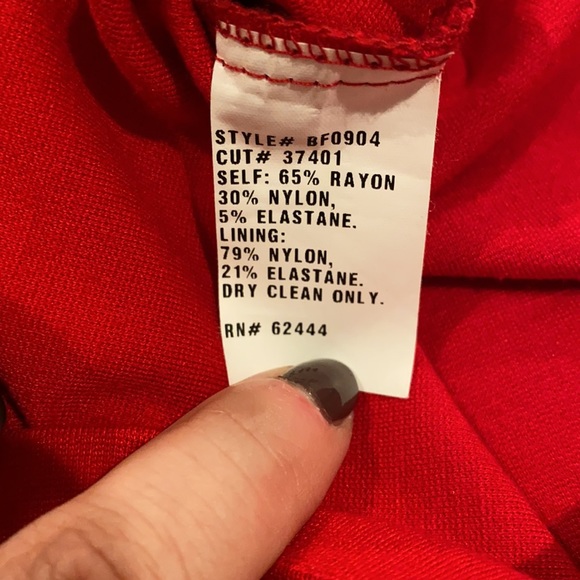 STYLE# BF0904
CUT# 37401
SELF: 65% RAYON
30% NYLON,
5% ELASTANE.
LINING:
79% NYLON,
21% ELASTANE.
DRY CLEAN ONLY.
RN# 62444